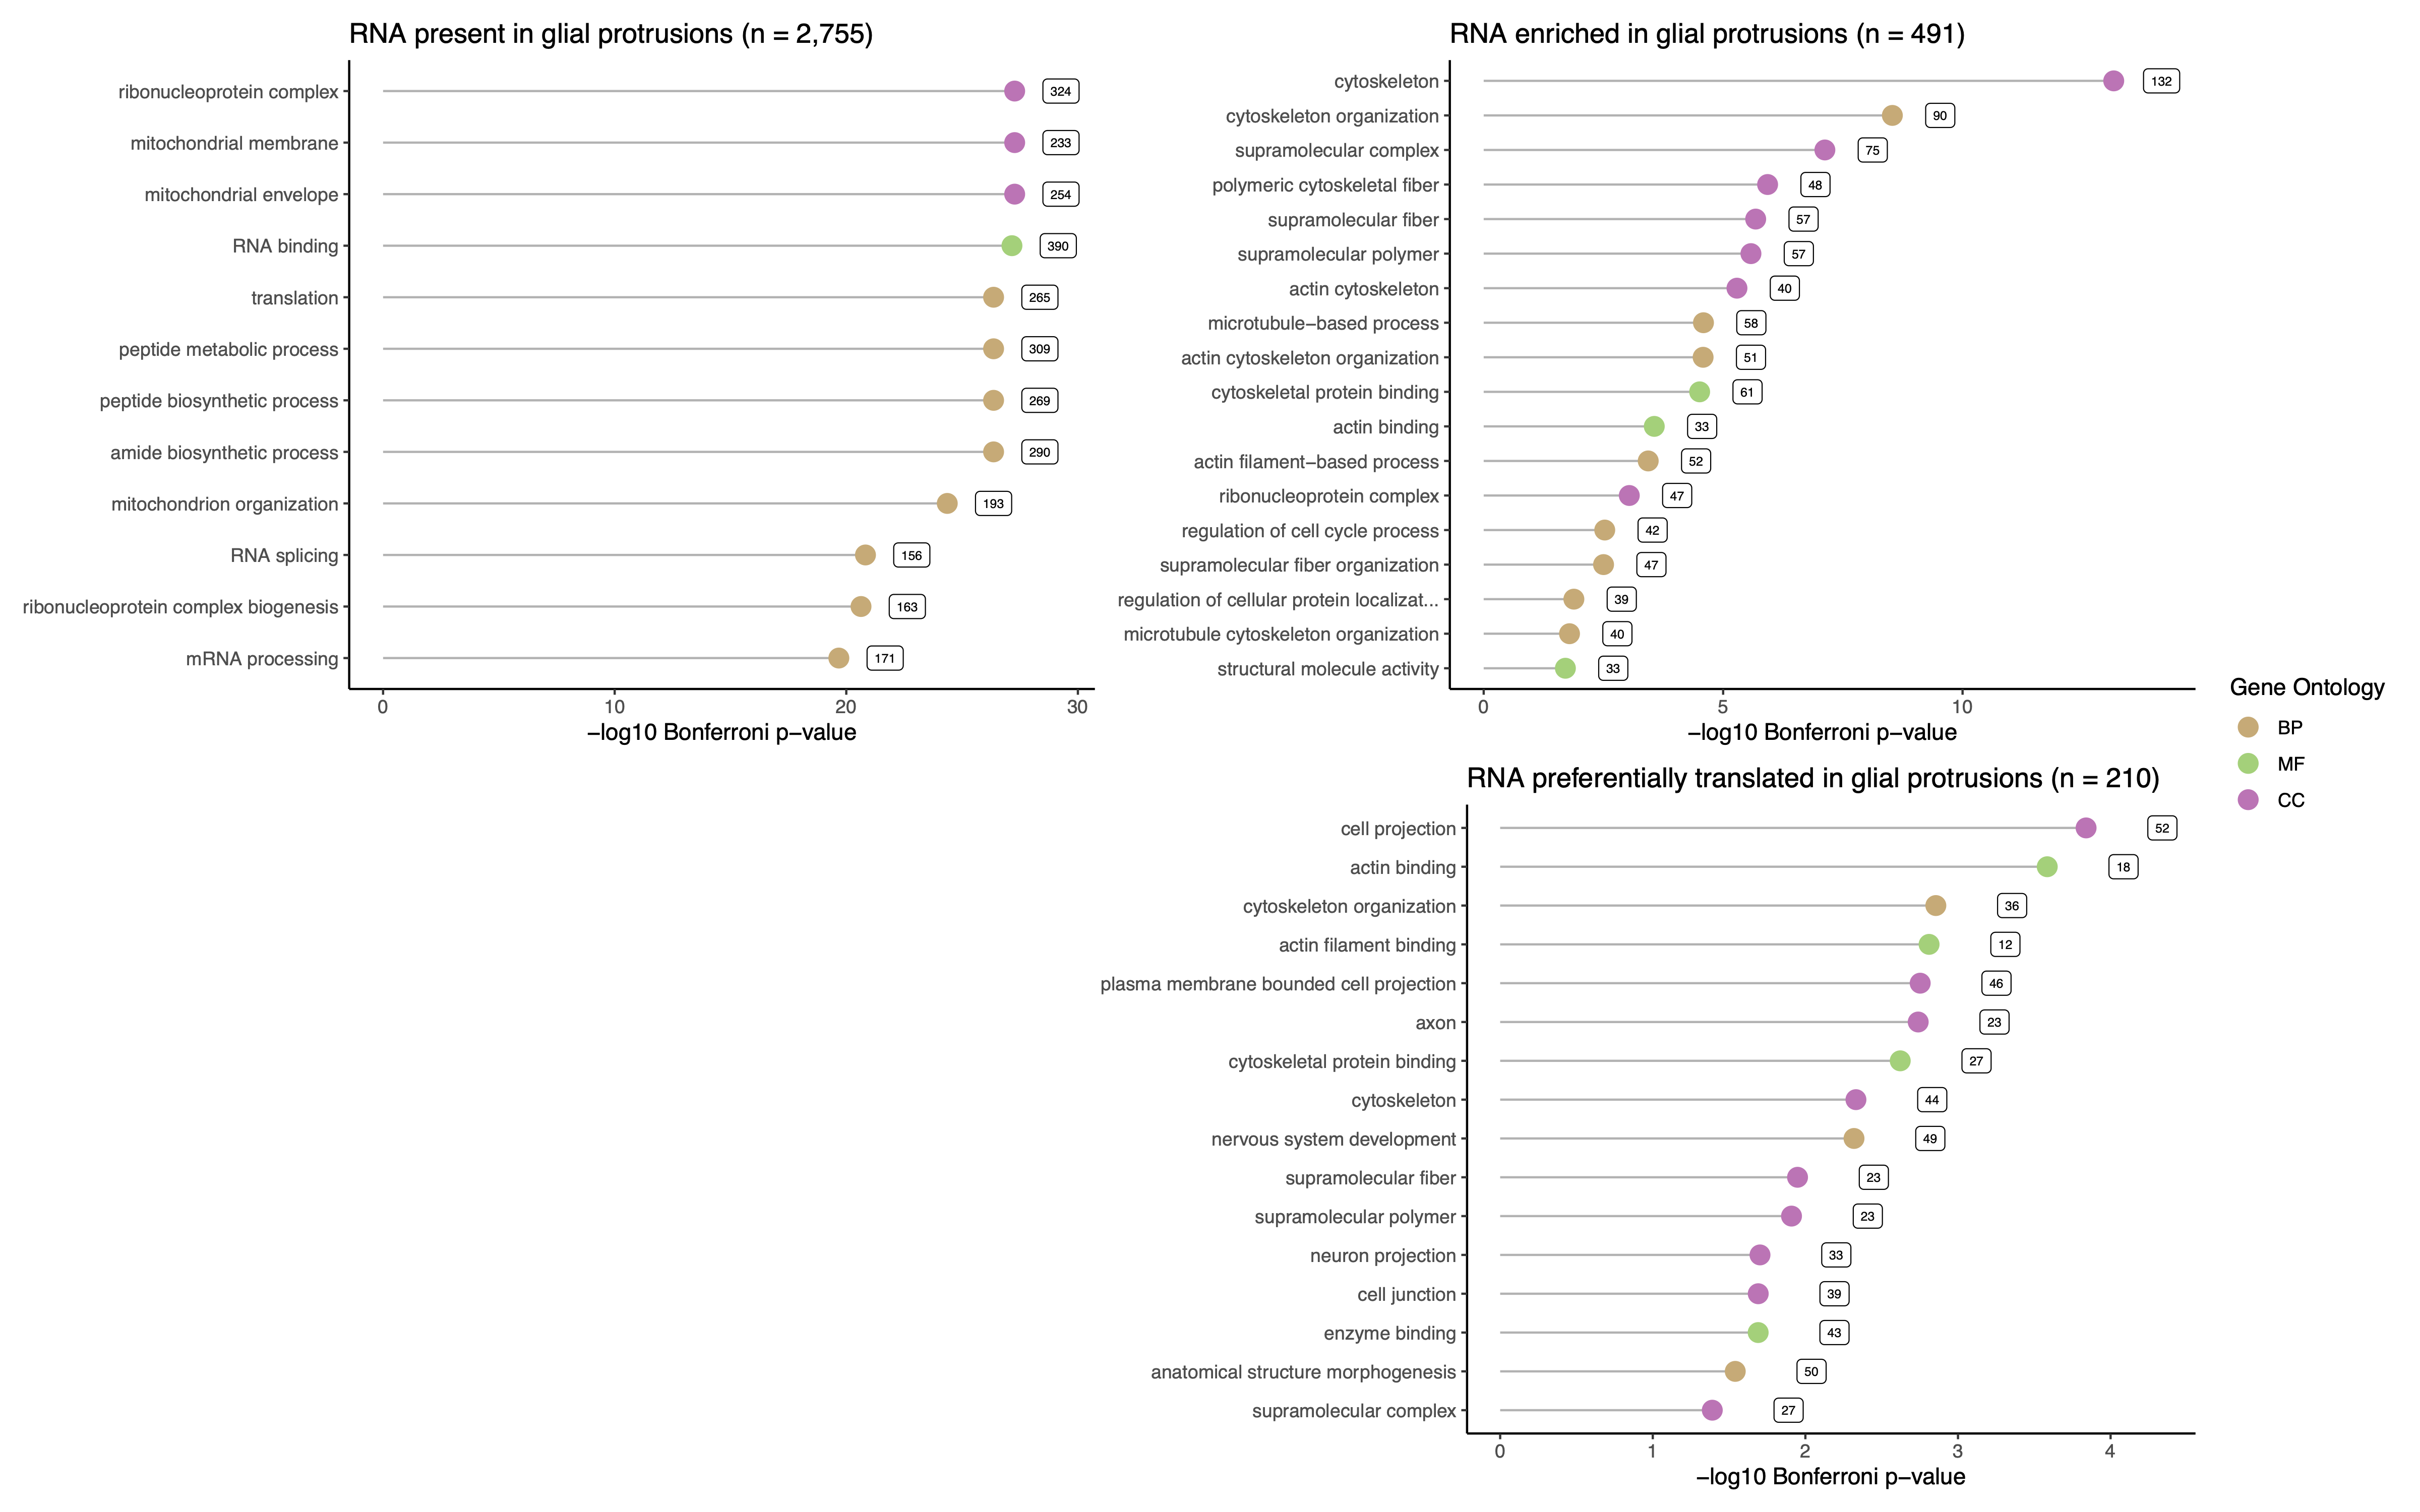 RNA present in glial protrusions (n = 2,755)
ribonucleoprotein complex 324
mitochondrial membrane 233
mitochondrial envelope 254
RNA binding 390
translation 265
peptide metabolic process 309
peptide biosynthetic process 269
amide biosynthetic process 290
mitochondrion organization 193
RNA splicing 156
ribonucleoprotein complex biogenesis 163
mRNA processing 171
0 10 20 30
−log10 Bonferroni p−value
RNA enriched in glial protrusions (n = 491)
cytoskeleton 132
cytoskeleton organization 90
supramolecular complex 75
polymeric cytoskeletal fiber 48
supramolecular fiber 57
supramolecular polymer 57
actin cytoskeleton 40
microtubule−based process 58
actin cytoskeleton organization 51
cytoskeletal protein binding 61
actin binding 33
actin filament−based process 52
ribonucleoprotein complex 47
regulation of cell cycle process 42
supramolecular fiber organization 47
regulation of cellular protein localizat... 39
microtubule cytoskeleton organization 40
structural molecule activity 33
0 5 10
−log10 Bonferroni p−value
Gene Ontology
BP
MF
CC
RNA preferentially translated in glial protrusions (n = 210)
cell projection 52
actin binding 18
cytoskeleton organization 36
actin filament binding 12
plasma membrane bounded cell projection 46
axon 23
cytoskeletal protein binding 27
cytoskeleton 44
nervous system development 49
supramolecular fiber 23
supramolecular polymer 23
neuron projection 33
cell junction 39
enzyme binding 43
anatomical structure morphogenesis 50
supramolecular complex 27
0 1 2 3 4
−log10 Bonferroni p−value